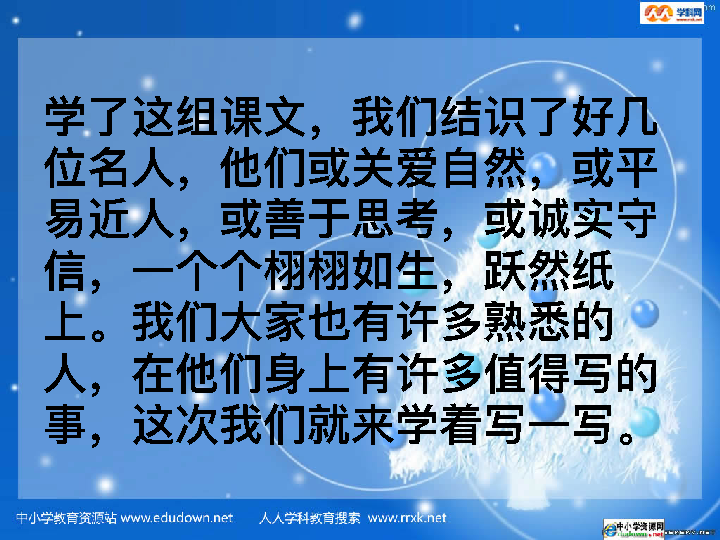 学科网
学了这组课文，我们结识了好几
位名人，他们或关爱自然，或平
易近人，或善于思考，或诚实守
信，一个个栩栩如生，跃然纸
上。我们大家也有许多熟悉的
人，在他们身上有许多值得写的
事，这次我们就来学着写一写。
中小学教育资源站 www.edudown.net 人人学科教育搜索 www.rrxk.net
中小学资源网